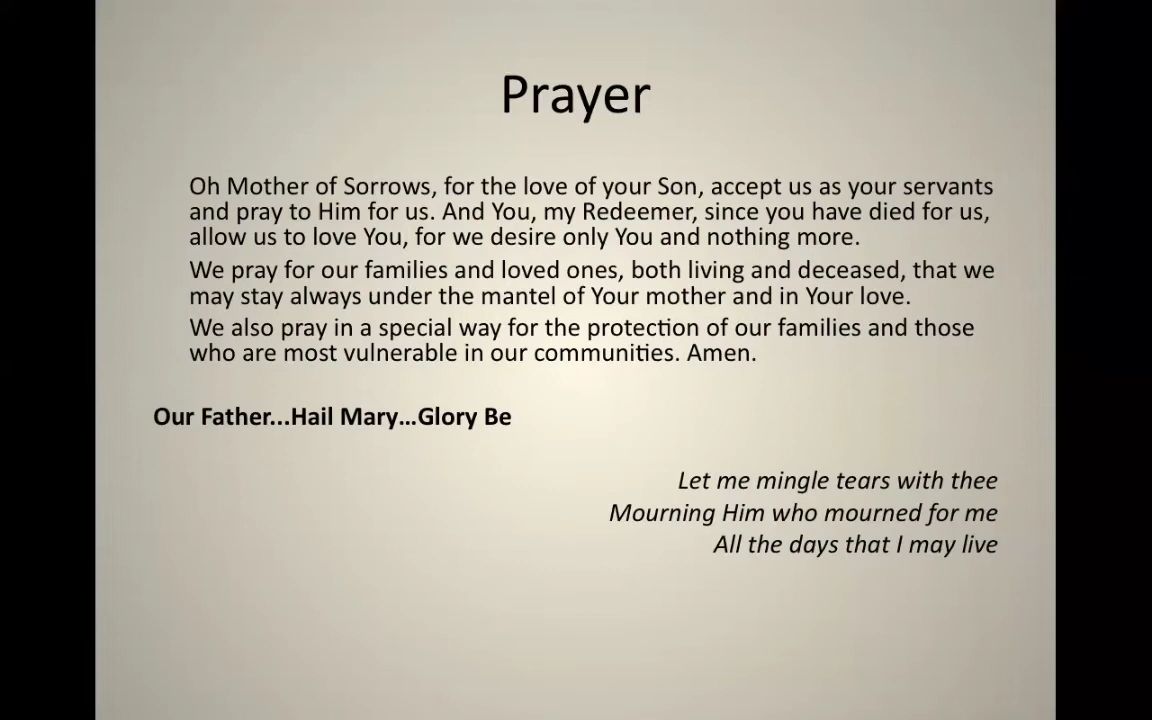 Prayer
Oh Mother of Sorrows, for the love of your Son, accept us as your servants
and pray to Him for us. And You, my Redeemer, since you have died for us,
allow us to love You, for we desire only You and nothing more.
We pray for our families and loved ones, both living and deceased, that we
may stay always under the mantel of Your mother and in Your love.
We also pray in a special way for the protection of our families and those
who are most vulnerable in our communities. Amen.
Our Father...Hail Mary...Glory Be
Let me mingle tears with thee
Mourning Him who mourned for me
All the days that I may live